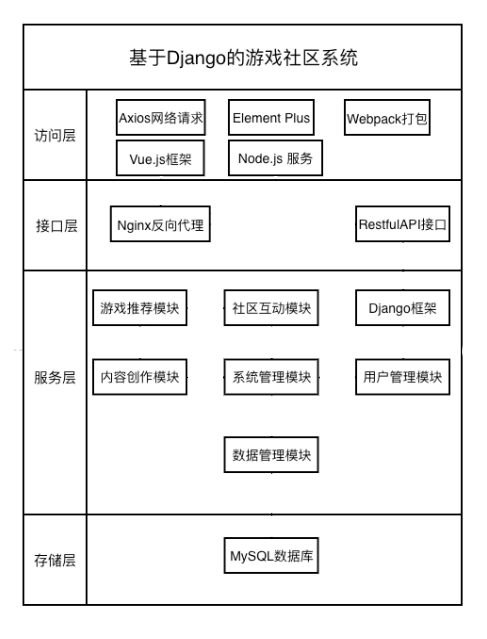 基于Django的游戏社区系统
访问层
Axios网络请求
Element Plus
Webpack打包
Vue.js框架
Node.js 服务
接口层
Nginx反向代理
RestfulAPI接口
服务层
游戏推荐模块
社区互动模块
Django框架
内容创作模块
系统管理模块
用户管理模块
数据管理模块
存储层
MySQL数据库